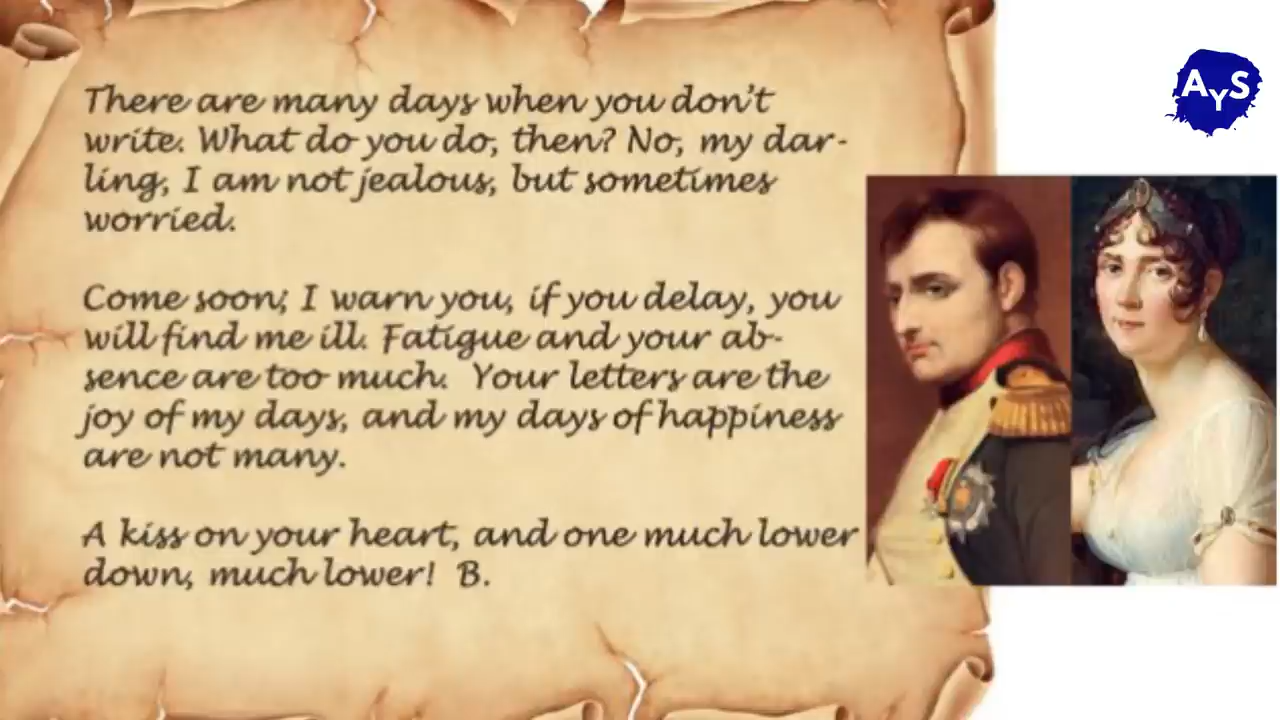 There are many days when you don't
write. What do you do, then? No, my dar-
ling, I am not jealous, but sometimes
worried.
Come soon; I warn you, if you delay, you
will find me ill. Fatigue and your ab-
sence are too much. Your letters are the
joy of my days, and my days of happiness
are not many.
A kiss on your heart, and one much lower
down, much lower! B.
AYS